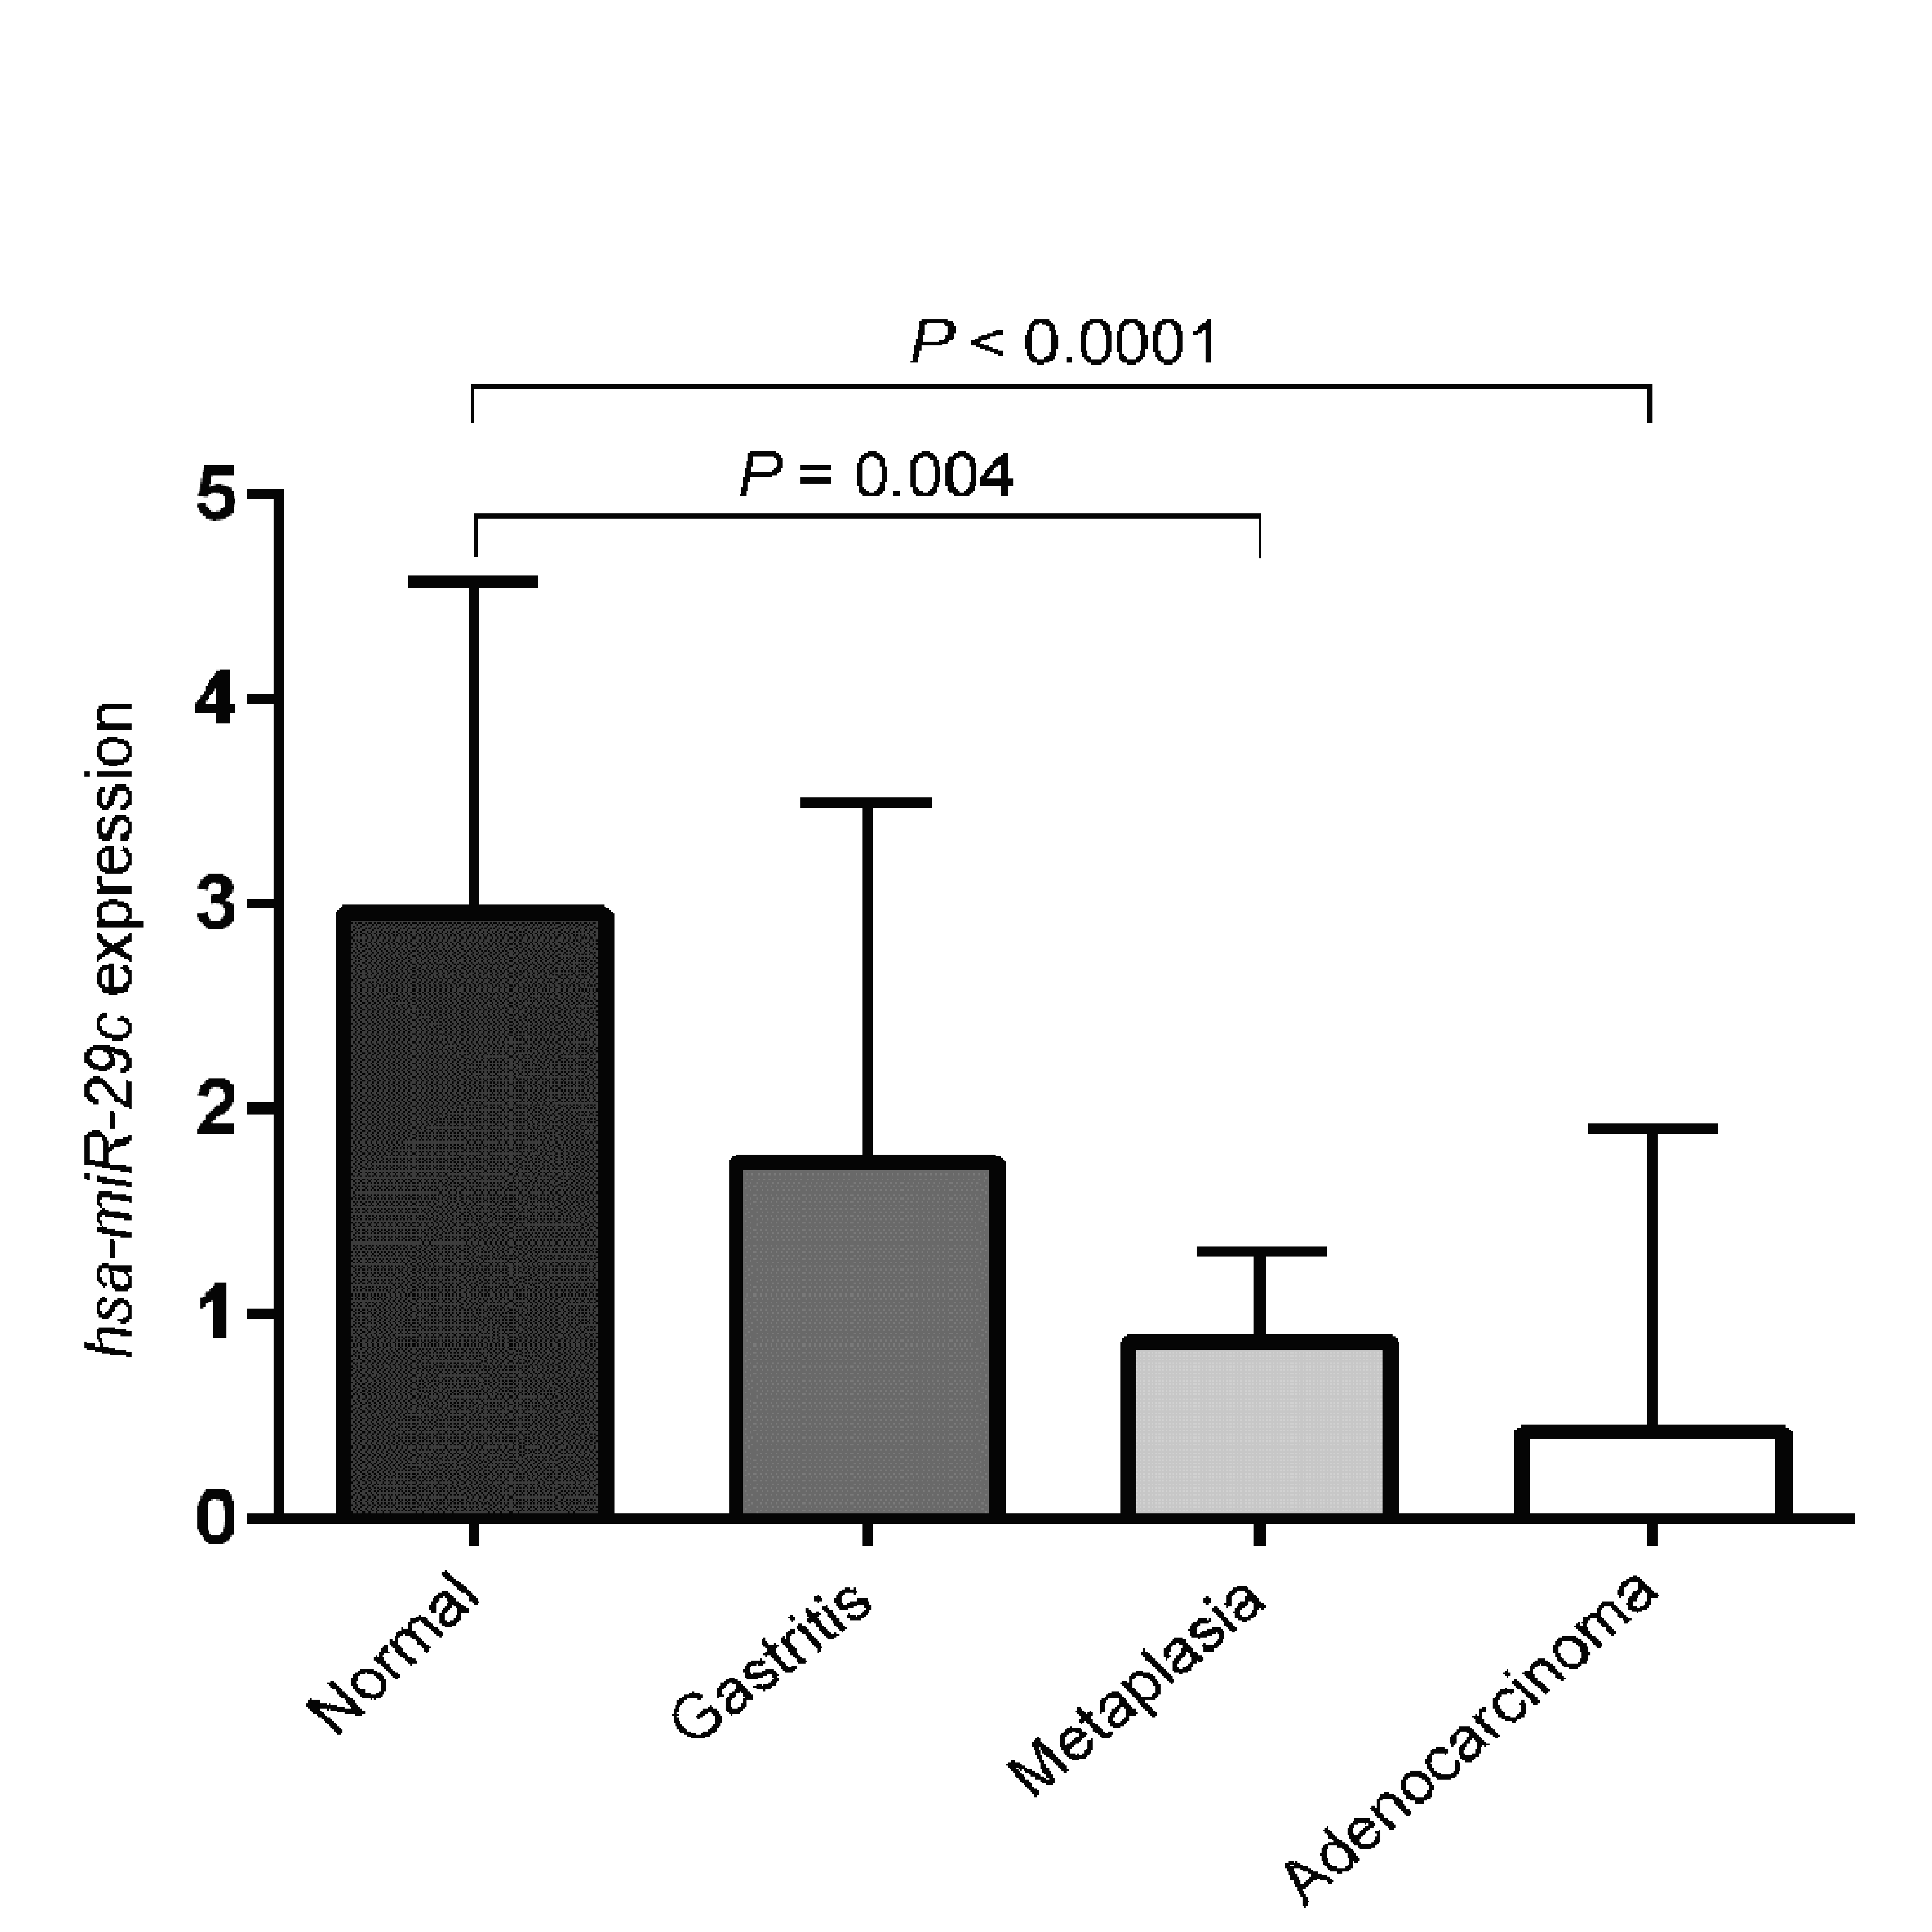 P < 0.0001
P = 0.004
5
4
3
2
1
0
hsa-miR-29c expression
Normal
Gastritis
Metaplasia
Adenocarcinoma